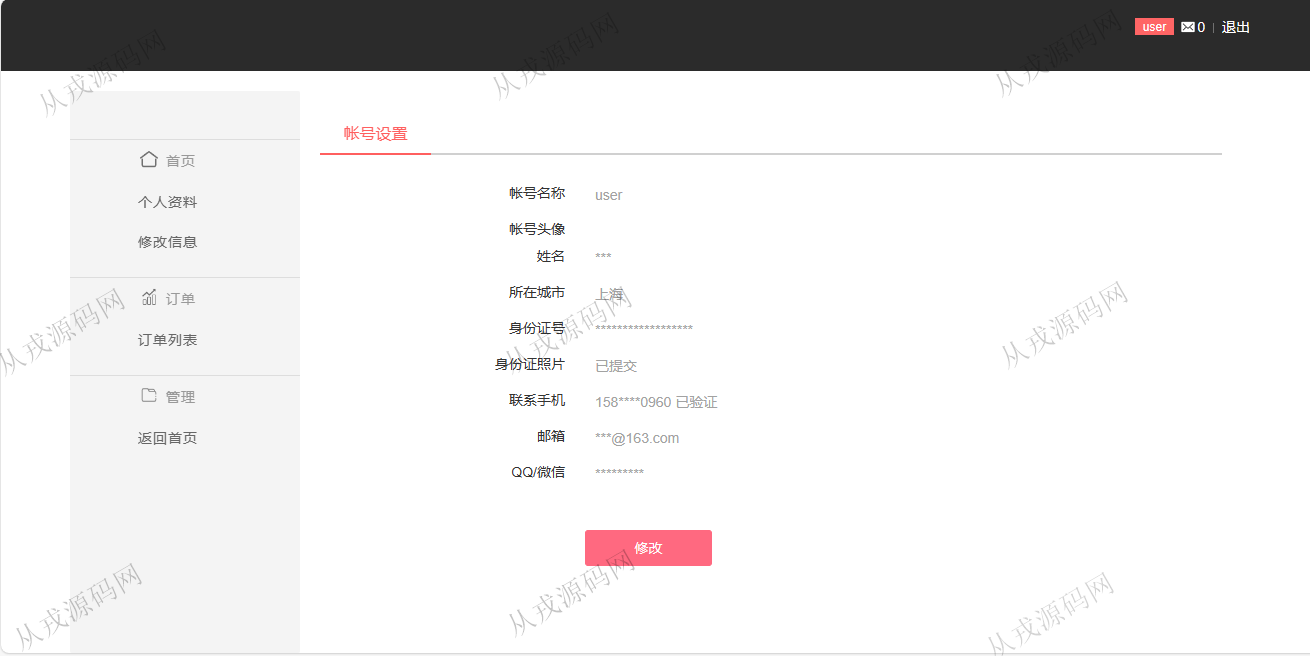 user 0 | 退出
首页
个人资料
修改信息
订单
订单列表
管理
返回首页
帐号设置
帐号名称 user
帐号头像
姓名 ***
所在城市 上海
身份证号 ******************
身份证照片 已提交
联系手机 158****0960 已验证
邮箱 ***@163.com
QQ/微信 *********
修改
从戎源码网
从戎源码网
从戎源码网
从戎源码网
从戎源码网
从戎源码网
从戎源码网
从戎源码网
从戎源码网